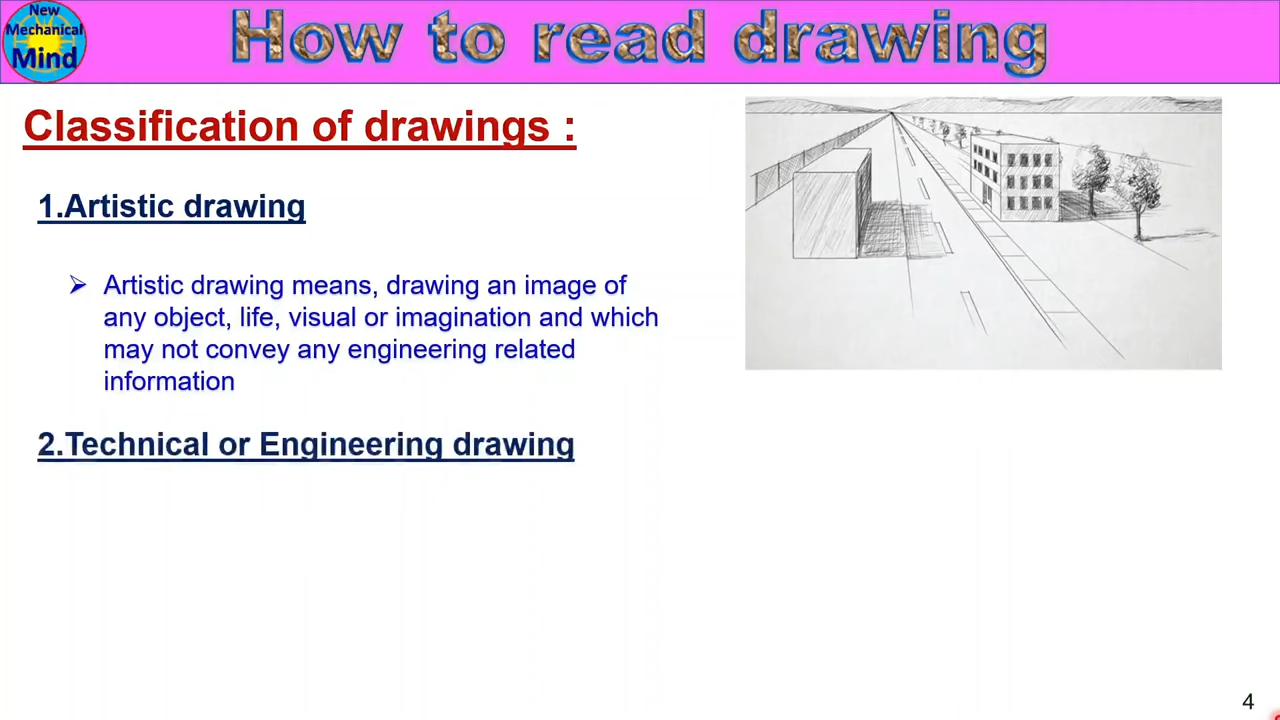 New
Mechanical
Mind
How to read drawing
Classification of drawings :
1.Artistic drawing
➢ Artistic drawing means, drawing an image of
any object, life, visual or imagination and which
may not convey any engineering related
information
2.Technical or Engineering drawing
4